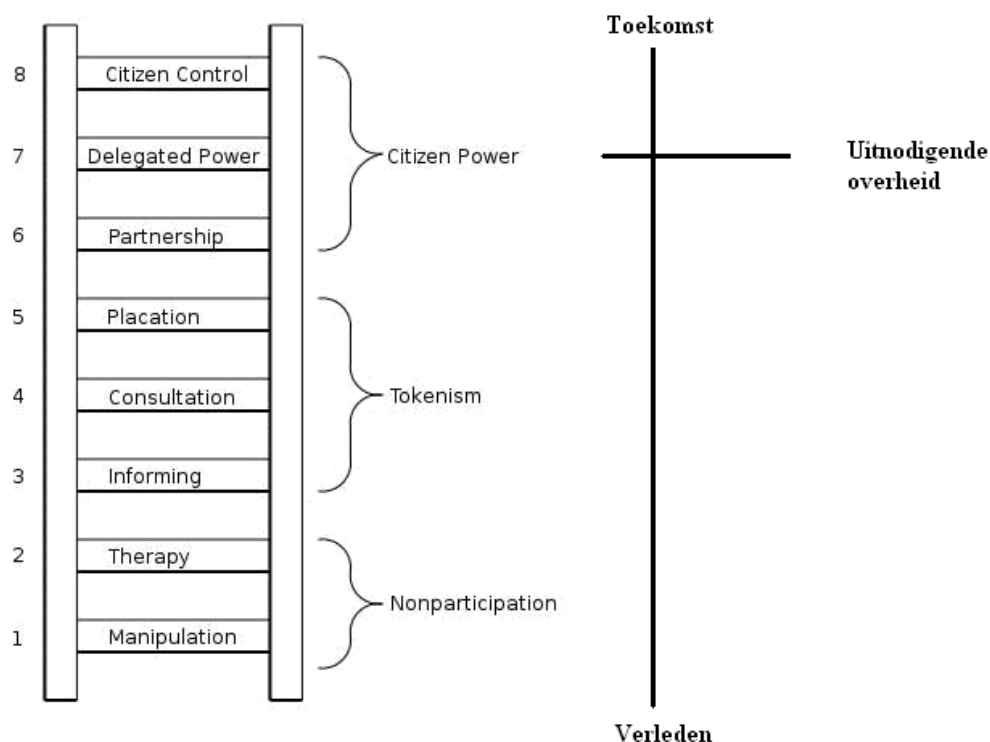 Toekomst
8 Citizen Control
7 Delegated Power
Citizen Power
Uitnodigende
overheid
6 Partnership
5 Placation
4 Consultation
Tokenism
3 Informing
2 Therapy
Nonparticipation
1 Manipulation
Verleden